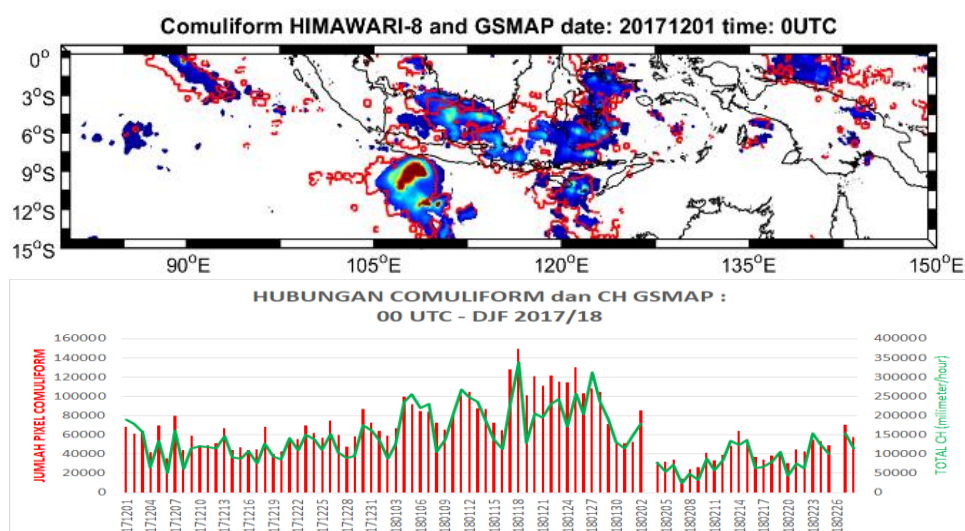 Comuliform HIMAWARI-8 and GSMAP date: 20171201 time: 0UTC
0°
3°S
6°S
9°S
12°S
15°S
90°E 105°E 120°E 135°E 150°E
HUBUNGAN COMULIFORM dan CH GSMAP :
00 UTC - DJF 2017/18
JUMLAH PIXEL COMULIFORM
160000
140000
120000
100000
80000
60000
40000
20000
0
400000
350000
300000
250000
200000
150000
100000
50000
0
TOTAL CH (milimeter/hour)
171201 171204 171207 171210 171213 171216 171219 171222 171225 171228 171231 180103 180106 180109 180112 180115 180118 180121 180124 180127 180130 180202 180205 180208 180211 180214 180217 180220 180223 180226